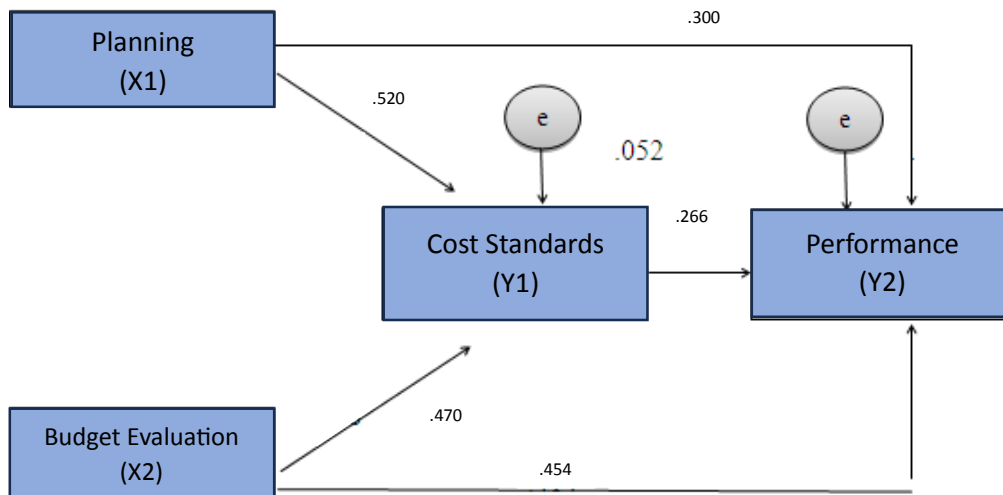 .300
Planning
(X1)
.520
e
e
.052
.266
Cost Standards
(Y1)
Performance
(Y2)
.470
Budget Evaluation
(X2)
.454